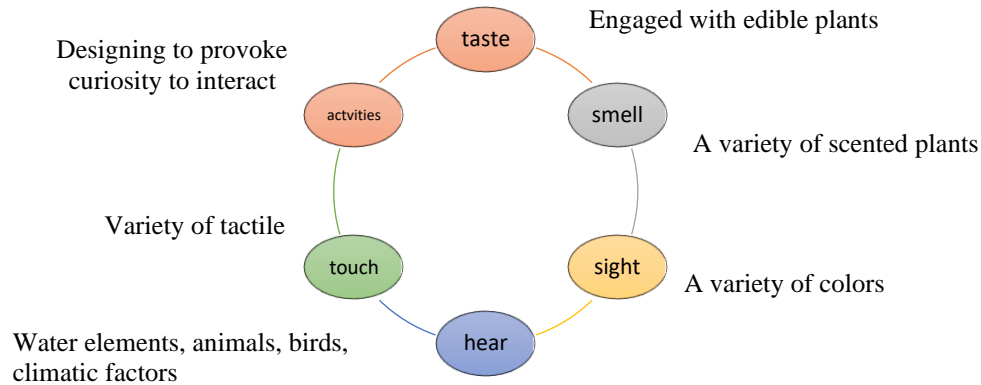 taste
Engaged with edible plants
Designing to provoke
curiosity to interact
actvities
smell
A variety of scented plants
Variety of tactile
touch
sight
A variety of colors
hear
Water elements, animals, birds,
climatic factors